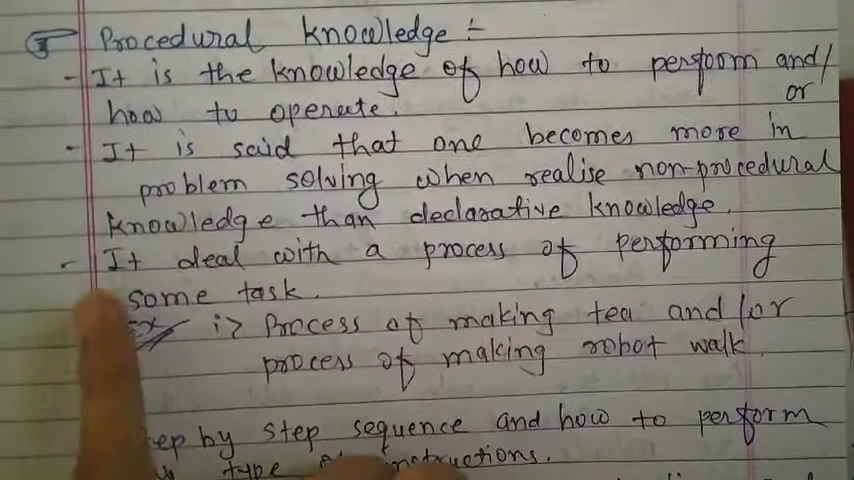 Procedural knowledge :-
- It is the knowledge of how to perform and/
how to operate. or
- It is said that one becomes more in
problem solving when realise non-procedural
knowledge than declarative knowledge.
- It deal with a process of performing
some task.
Ex i> Process of making tea and/or
process of making robot walk.
step by step sequence and how to perform
type instructions.